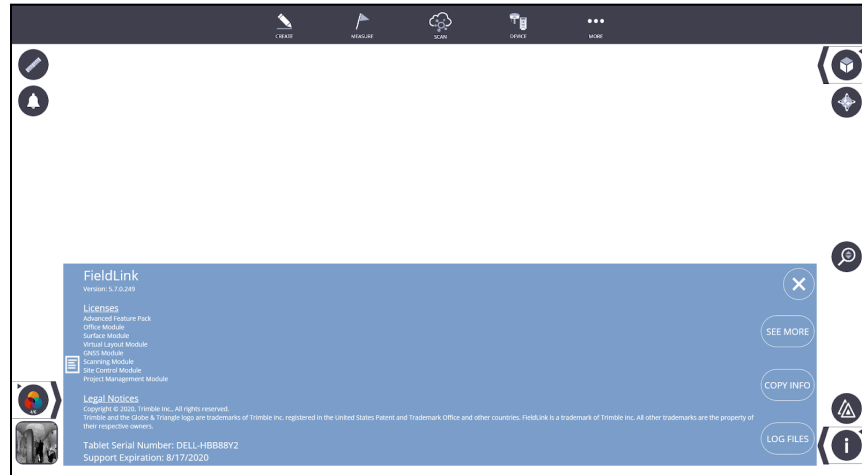 CREATE
MEASURE
SCAN
DEVICE
MORE
FieldLink
Version: 5.7.0.249
Licenses
Advanced Feature Pack
Office Module
Surface Module
Virtual Layout Module
GNSS Module
Scanning Module
Site Control Module
Project Management Module
Legal Notices
Copyright © 2020, Trimble Inc., All rights reserved.
Trimble and the Globe & Triangle logo are trademarks of Trimble Inc. registered in the United States Patent and Trademark Office and other countries. FieldLink is a trademark of Trimble Inc. All other trademarks are the property of
their respective owners.
Tablet Serial Number: DELL-HBB88Y2
Support Expiration: 8/17/2020
SEE MORE
COPY INFO
LOG FILES